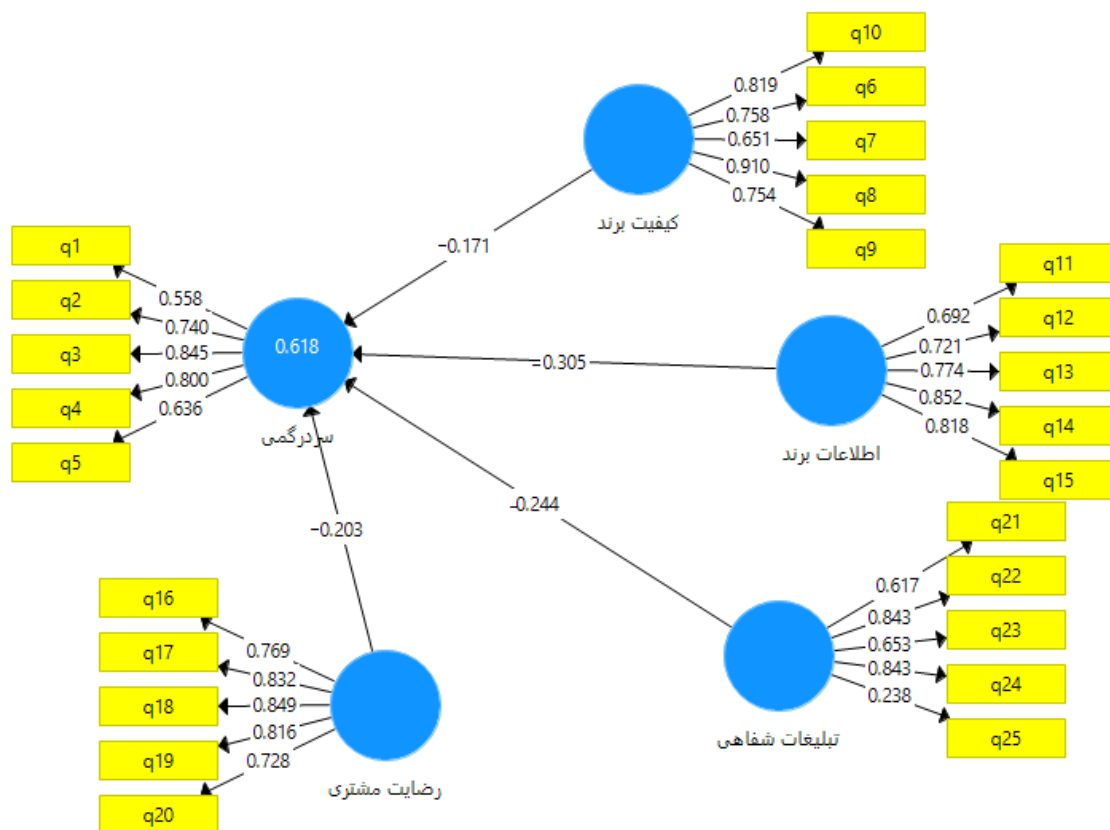 q10
0.819
q6
0.758
q7
0.651
q8
0.910
q9
0.754
کیفیت برند
−0.171
q1
0.558
q2
0.740
q3
0.845
q4
0.800
q5
0.636
0.618
سردرگمی
−0.305
q11
0.692
q12
0.721
q13
0.774
q14
0.852
q15
0.818
اطلاعات برند
-0.244
−0.203
q21
0.617
q22
0.843
q23
0.653
q24
0.843
q25
0.238
تبلیغات شفاهی
q16
0.769
q17
0.832
q18
0.849
q19
0.816
q20
0.728
رضایت مشتری